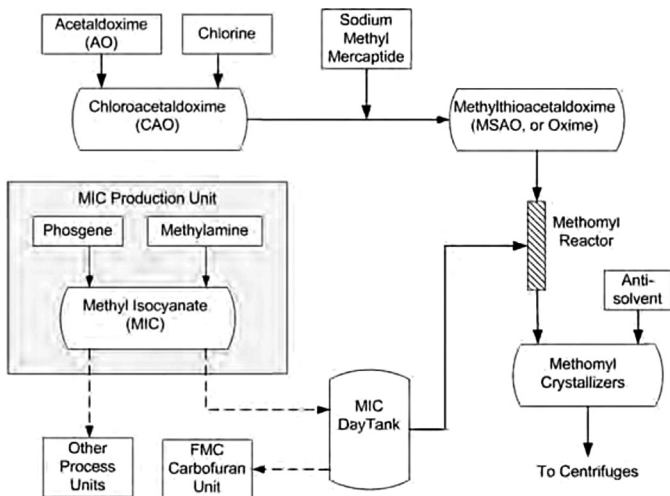 Acetaldoxime
(AO)
Chlorine
Sodium
Methyl
Mercaptide
Chloroacetaldoxime
(CAO)
Methylthioacetaldoxime
(MSAO, or Oxime)
MIC Production Unit
Phosgene
Methylamine
Methyl Isocyanate
(MIC)
Methomyl
Reactor
Anti-
solvent
Methomyl
Crystallizers
MIC
DayTank
Other
Process
Units
FMC
Carbofuran
Unit
To Centrifuges